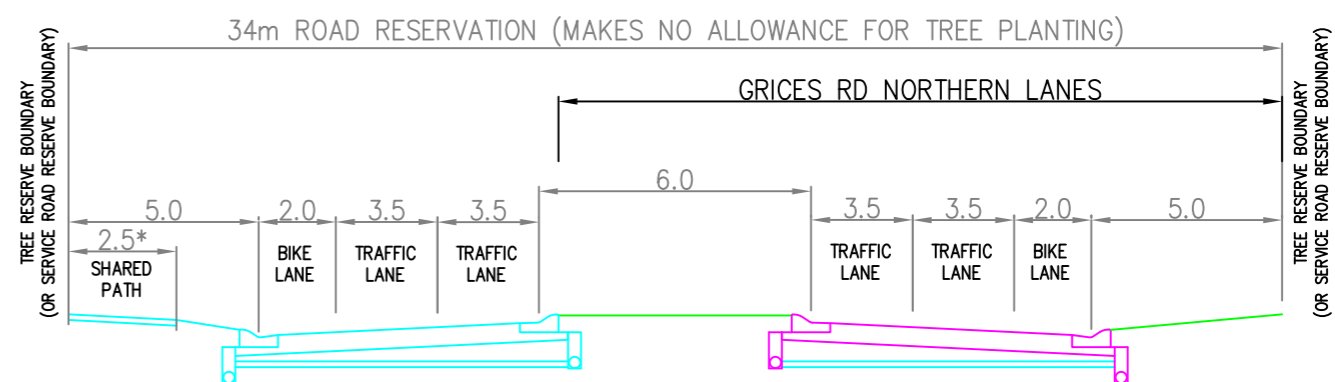 34m ROAD RESERVATION (MAKES NO ALLOWANCE FOR TREE PLANTING)
TREE RESERVE BOUNDARY
(OR SERVICE ROAD RESERVE BOUNDARY)
GRICES RD NORTHERN LANES
TREE RESERVE BOUNDARY
(OR SERVICE ROAD RESERVE BOUNDARY)
6.0
5.0 2.0 3.5 3.5 3.5 3.5 2.0 5.0
2.5*
SHARED
PATH
BIKE
LANE
TRAFFIC
LANE
TRAFFIC
LANE
TRAFFIC
LANE
TRAFFIC
LANE
BIKE
LANE